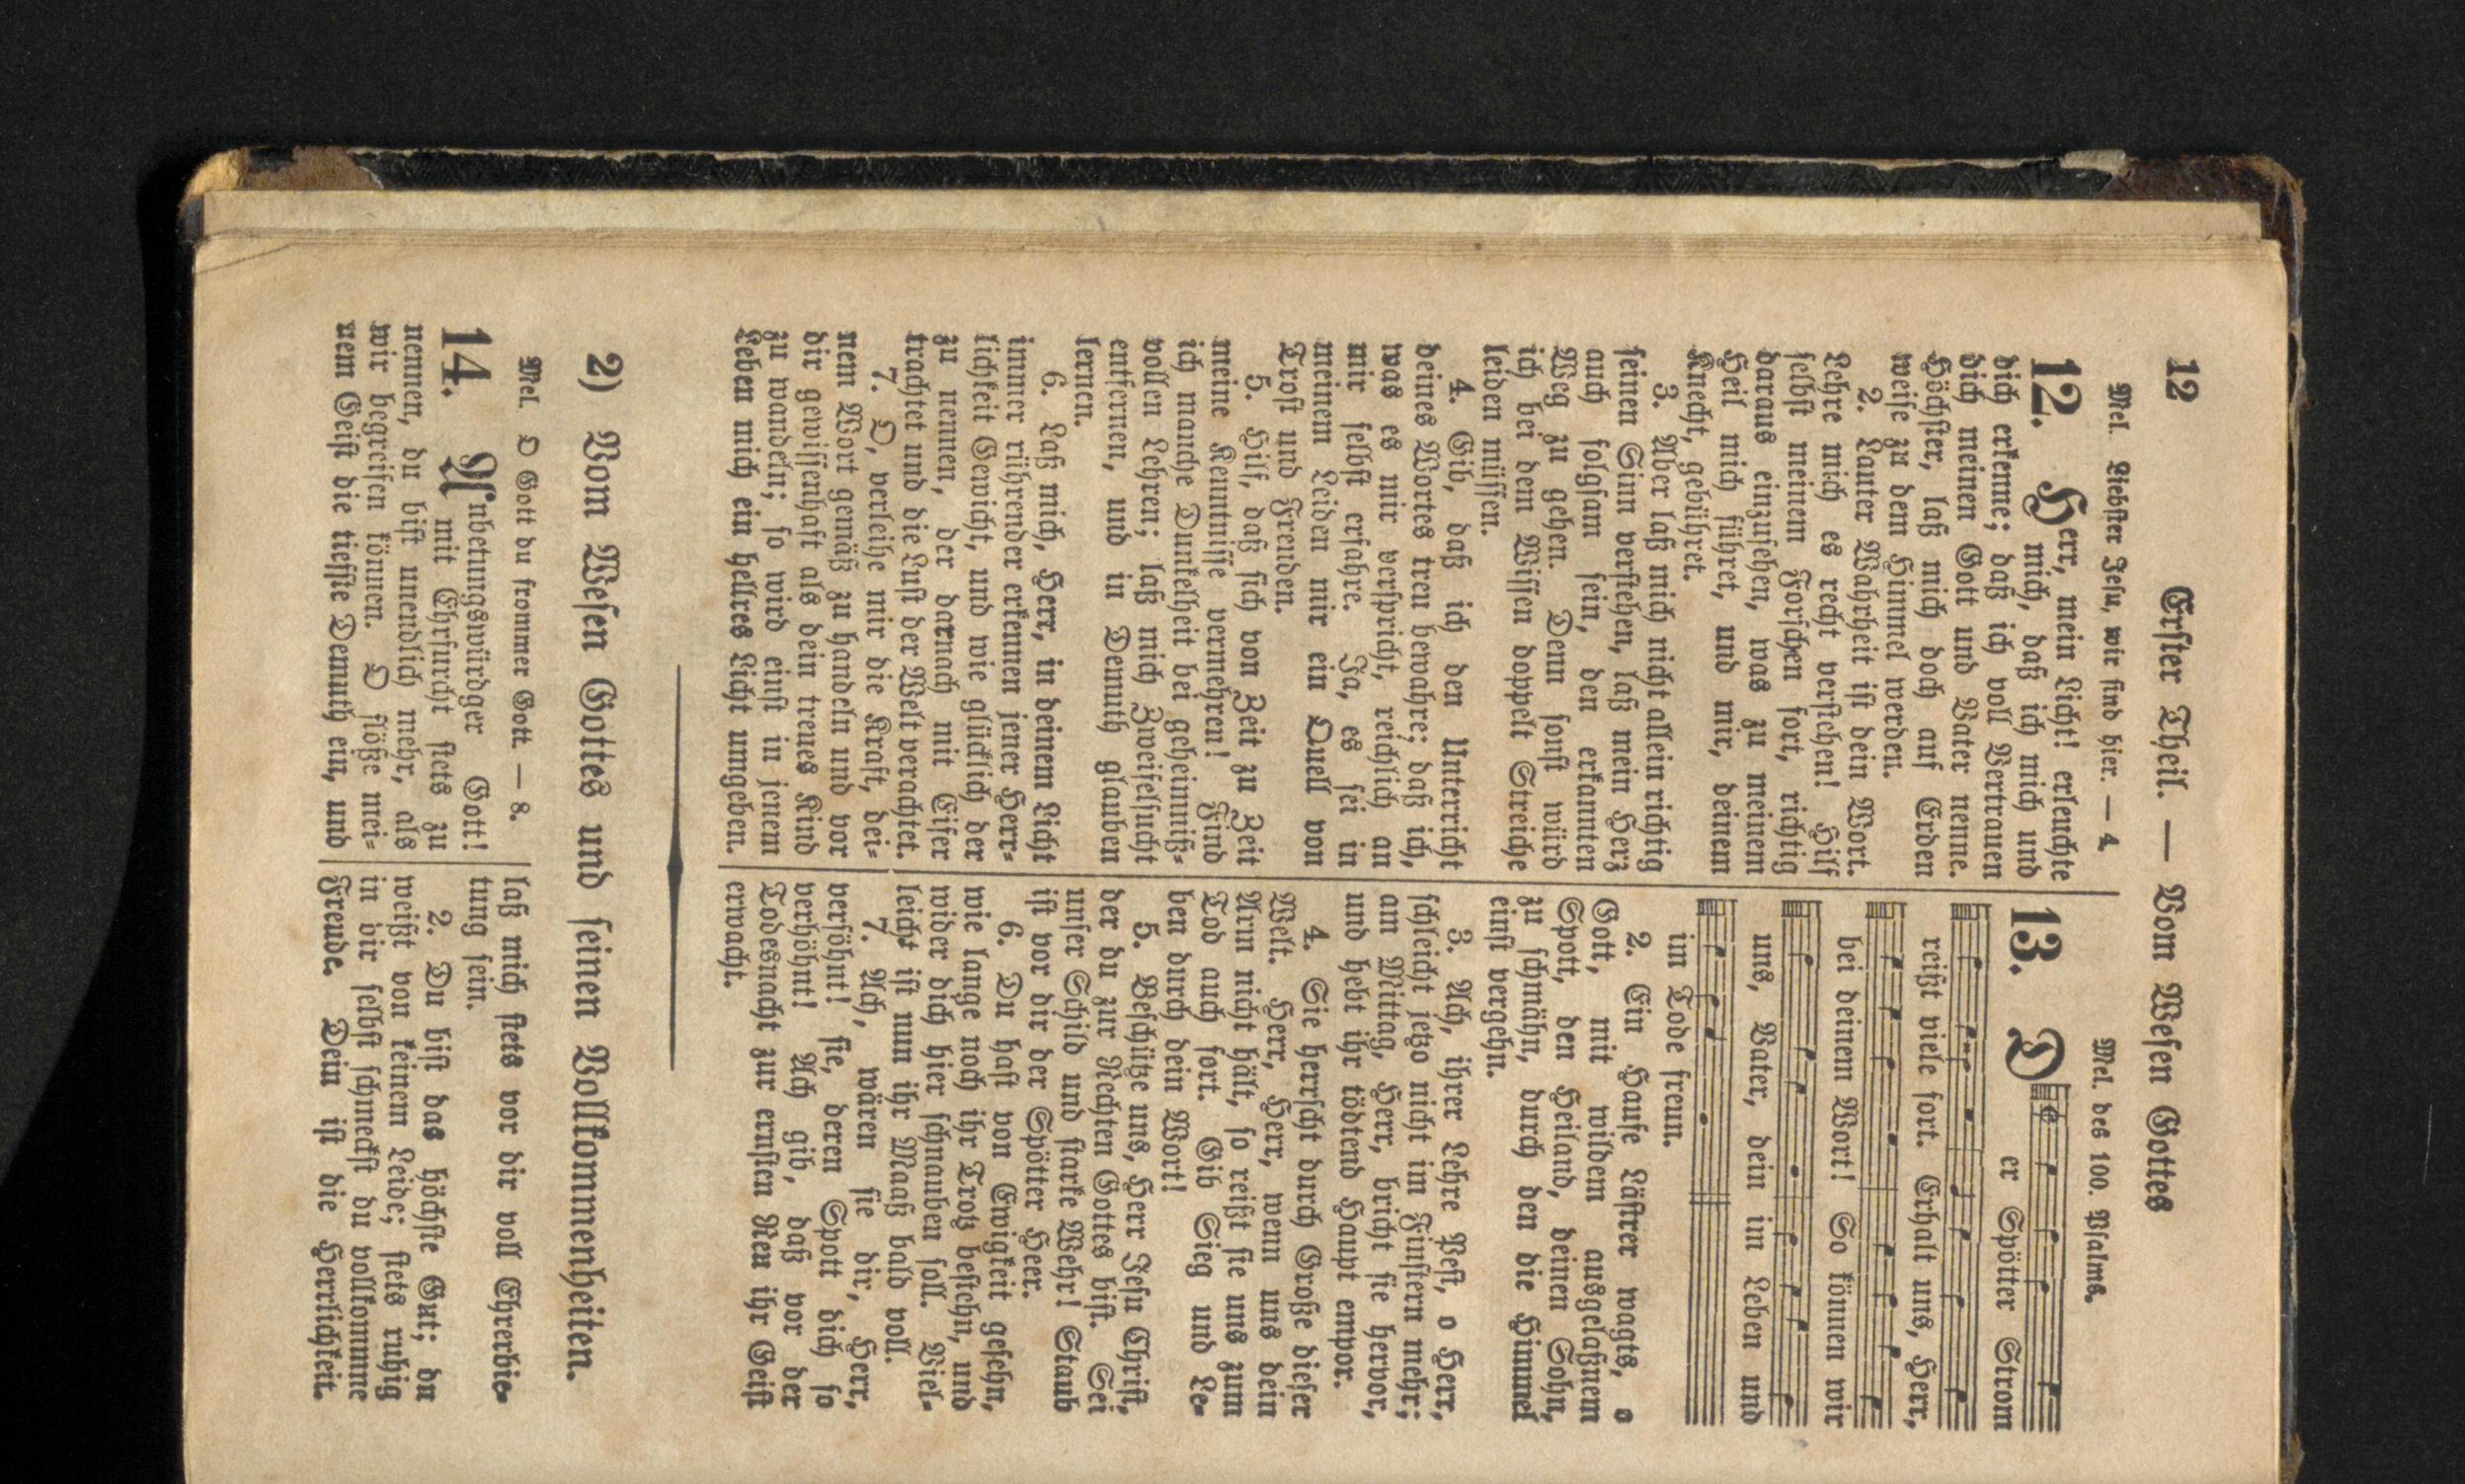 12 Erſter Theil. — Vom Weſen Gottes
Mel. Liebſter Jeſu, wir ſind hier. — 4.
12. Herr, mein Licht! erleuchte
mich, daß ich mich und
dich erkenne; daß ich voll Vertrauen
dich meinen Gott und Vater nenne.
Höchſter, laß mich doch auf Erden
weiſe zu dem Himmel werden.
2. Lauter Wahrheit iſt dein Wort.
Lehre mich es recht verſtehen! Hilf
ſelbſt meinem Forſchen fort, richtig
daraus einzuſehen, was zu meinem
Heil mich führet, und mir, deinem
Knecht, gebühret.
3. Aber laß mich nicht allein richtig
ſeinen Sinn verſtehen, laß mein Herz
auch folgſam ſein, den erkannten
Weg zu gehen. Denn ſonſt würd
ich bei dem Wiſſen doppelt Streiche
leiden müſſen.
4. Gib, daß ich den Unterricht
deines Wortes treu bewahre; daß ich,
was es mir verſpricht, reichlich an
mir ſelbſt erfahre. Ja, es ſei in
meinem Leiden mir ein Quell von
Troſt und Freuden.
5. Hilf, daß ſich von Zeit zu Zeit
meine Kenntniſſe vermehren! Find
ich manche Dunkelheit bei geheimniß-
vollen Lehren; laß mich Zweifelſucht
entfernen, und in Demuth glauben
lernen.
6. Laß mich, Herr, in deinem Licht
immer rührender erkennen jener Herr-
lichkeit Gewicht, und wie glücklich der
zu nennen, der darnach mit Eifer
trachtet und die Luſt der Welt verachtet.
7. O, verleihe mir die Kraft, dei-
nem Wort gemäß zu handeln und vor
dir gewiſſenhaft als dein treues Kind
zu wandeln; ſo wird einſt in jenem
Leben mich ein hellres Licht umgeben.
Mel. des 100. Pſalms.
13. Der Spötter Strom
reißt viele fort. Erhalt uns, Herr,
bei deinem Wort! So können wir
uns, Vater, dein im Leben und
im Tode freun.
2. Ein Hauſe Läſtrer wagts, o
Gott, mit wildem ausgelaßnem
Spott, den Heiland, deinen Sohn,
zu ſchmähn, durch den die Himmel
einſt vergehn.
3. Ach, ihrer Lehre Peſt, o Herr,
ſchleicht jetzo nicht im Finſtern mehr;
am Mittag, Herr, bricht ſie hervor,
und hebt ihr tödtend Haupt empor.
4. Sie herrſcht durch Große dieſer
Welt. Herr, Herr, wenn uns dein
Arm nicht hält, ſo reißt ſie uns zum
Tod auch fort. Gib Sieg und Le-
ben durch dein Wort!
5. Beſchütze uns, Herr Jeſu Chriſt,
der du zur Rechten Gottes biſt. Sei
unſer Schild und ſtarke Wehr! Staub
iſt vor dir der Spötter Heer.
6. Du haſt von Ewigkeit geſehn,
wie lange noch ihr Trotz beſtehn, und
wider dich hier ſchnauben ſoll. Viel-
leicht iſt nun ihr Maaß bald voll.
7. Ach, wären ſie dir, Herr,
verſöhnt! ſie, deren Spott dich ſo
verhöhnt! Ach gib, daß vor der
Todesnacht zur ernſten Reu ihr Geiſt
erwacht.
2) Vom Weſen Gottes und ſeinen Vollkommenheiten.
Mel. O Gott du frommer Gott. — 8.
14. Anbetungswürdger Gott!
mit Ehrfurcht ſtets zu
nennen, du biſt unendlich mehr, als
wir begreifen können. O flöße mei-
nem Geiſt die tiefſte Demuth ein, und
laß mich ſtets vor dir voll Ehrerbie-
tung ſein.
2. Du biſt das höchſte Gut; du
weißt von keinem Leide; ſtets ruhig
in dir ſelbſt ſchmeckſt du vollkommne
Freude. Dein iſt die Herrlichkeit.